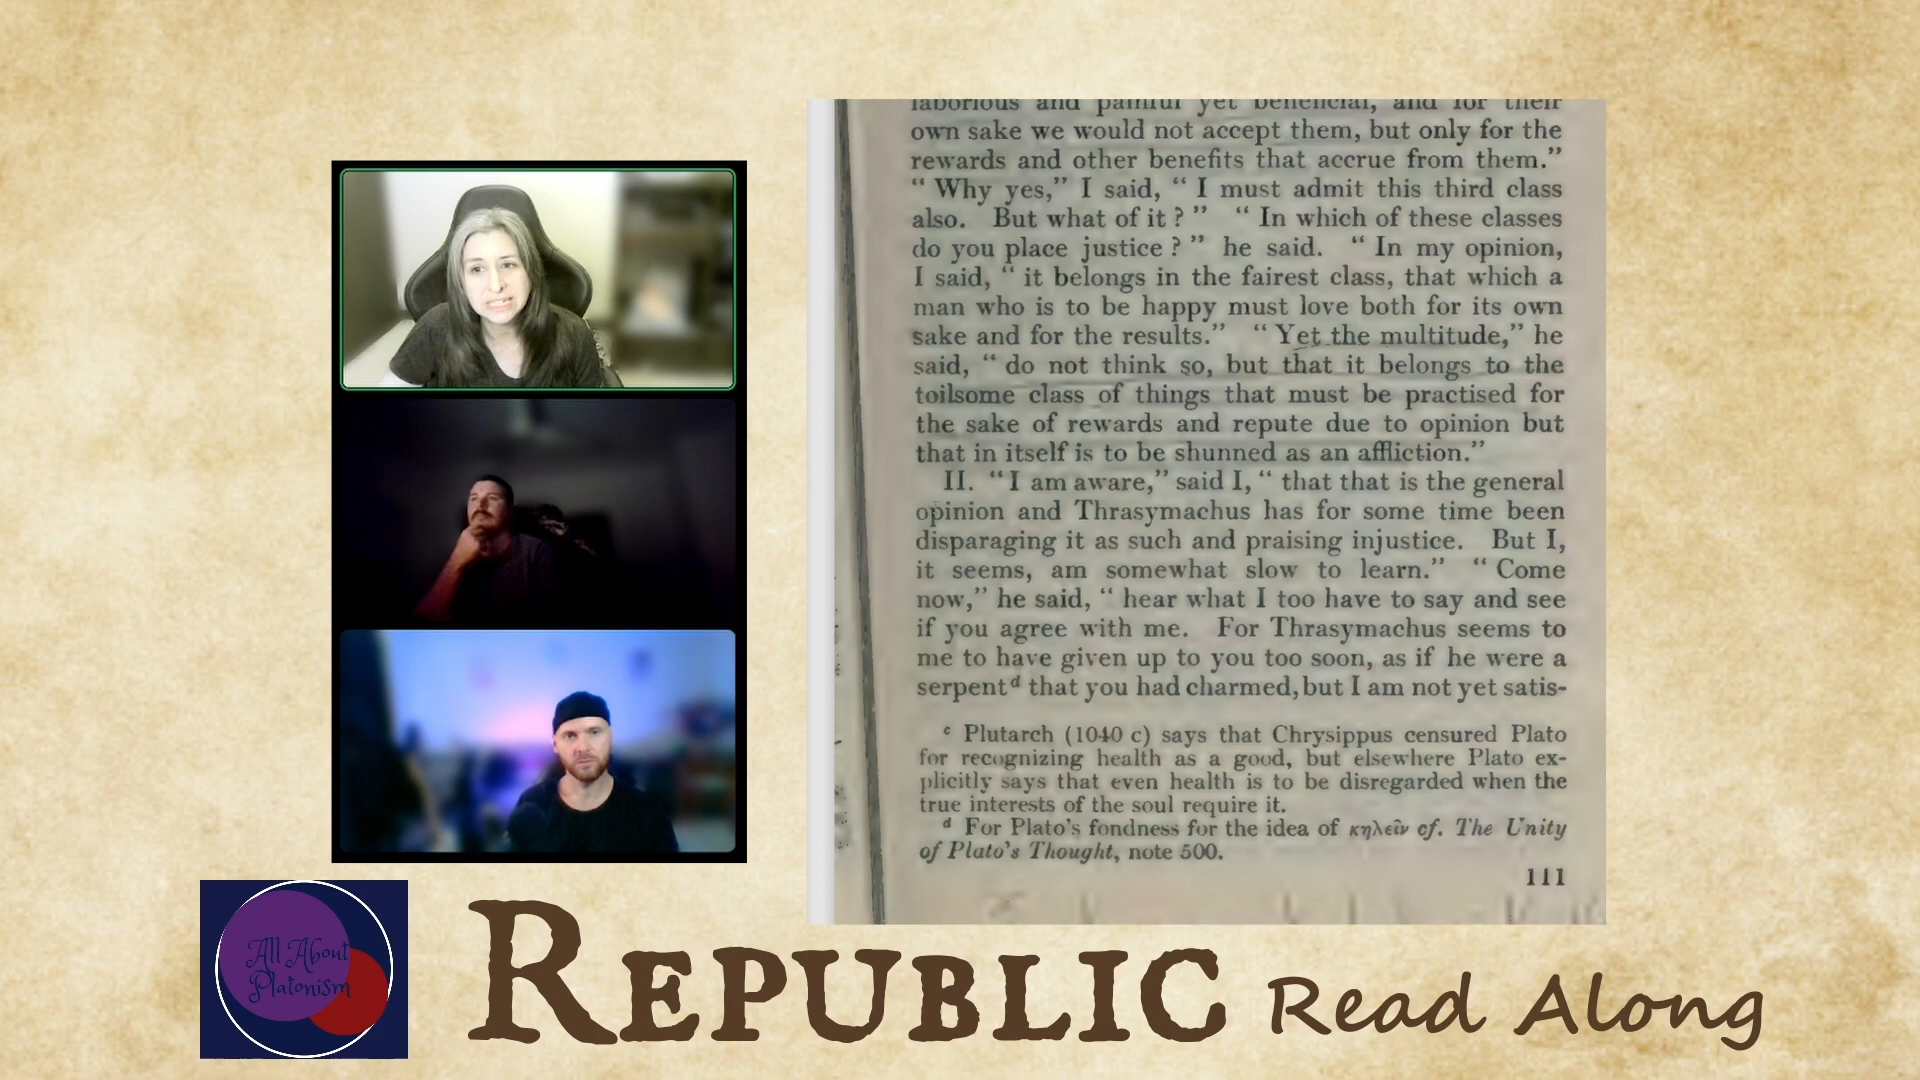 laborious and painful yet beneficial, and for their
own sake we would not accept them, but only for the
rewards and other benefits that accrue from them.”
“ Why yes,” I said, “ I must admit this third class
also. But what of it ? ” “ In which of these classes
do you place justice ? ” he said. “ In my opinion,
I said, “ it belongs in the fairest class, that which a
man who is to be happy must love both for its own
sake and for the results.” “ Yet the multitude,” he
said, “ do not think so, but that it belongs to the
toilsome class of things that must be practised for
the sake of rewards and repute due to opinion but
that in itself is to be shunned as an affliction.”
II. “ I am aware,” said I, “ that that is the general
opinion and Thrasymachus has for some time been
disparaging it as such and praising injustice. But I,
it seems, am somewhat slow to learn.” “ Come
now,” he said, “ hear what I too have to say and see
if you agree with me. For Thrasymachus seems to
me to have given up to you too soon, as if he were a
serpent d that you had charmed, but I am not yet satis-
c Plutarch (1040 c) says that Chrysippus censured Plato
for recognizing health as a good, but elsewhere Plato ex-
plicitly says that even health is to be disregarded when the
true interests of the soul require it.
d For Plato’s fondness for the idea of κηλεῖν cf. The Unity
of Plato’s Thought, note 500.
111
All About
Platonism
REPUBLIC Read Along